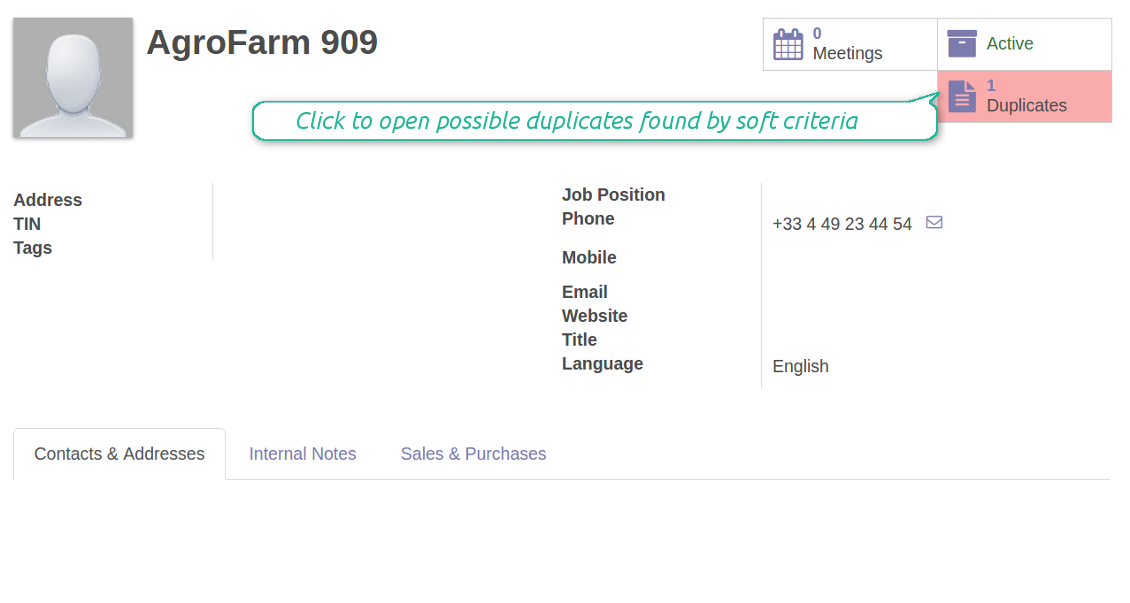 AgroFarm 909
0
Meetings
Active
1
Duplicates
Click to open possible duplicates found by soft criteria
Address
TIN
Tags
Job Position
Phone +33 4 49 23 44 54
Mobile
Email
Website
Title
Language English
Contacts & Addresses Internal Notes Sales & Purchases